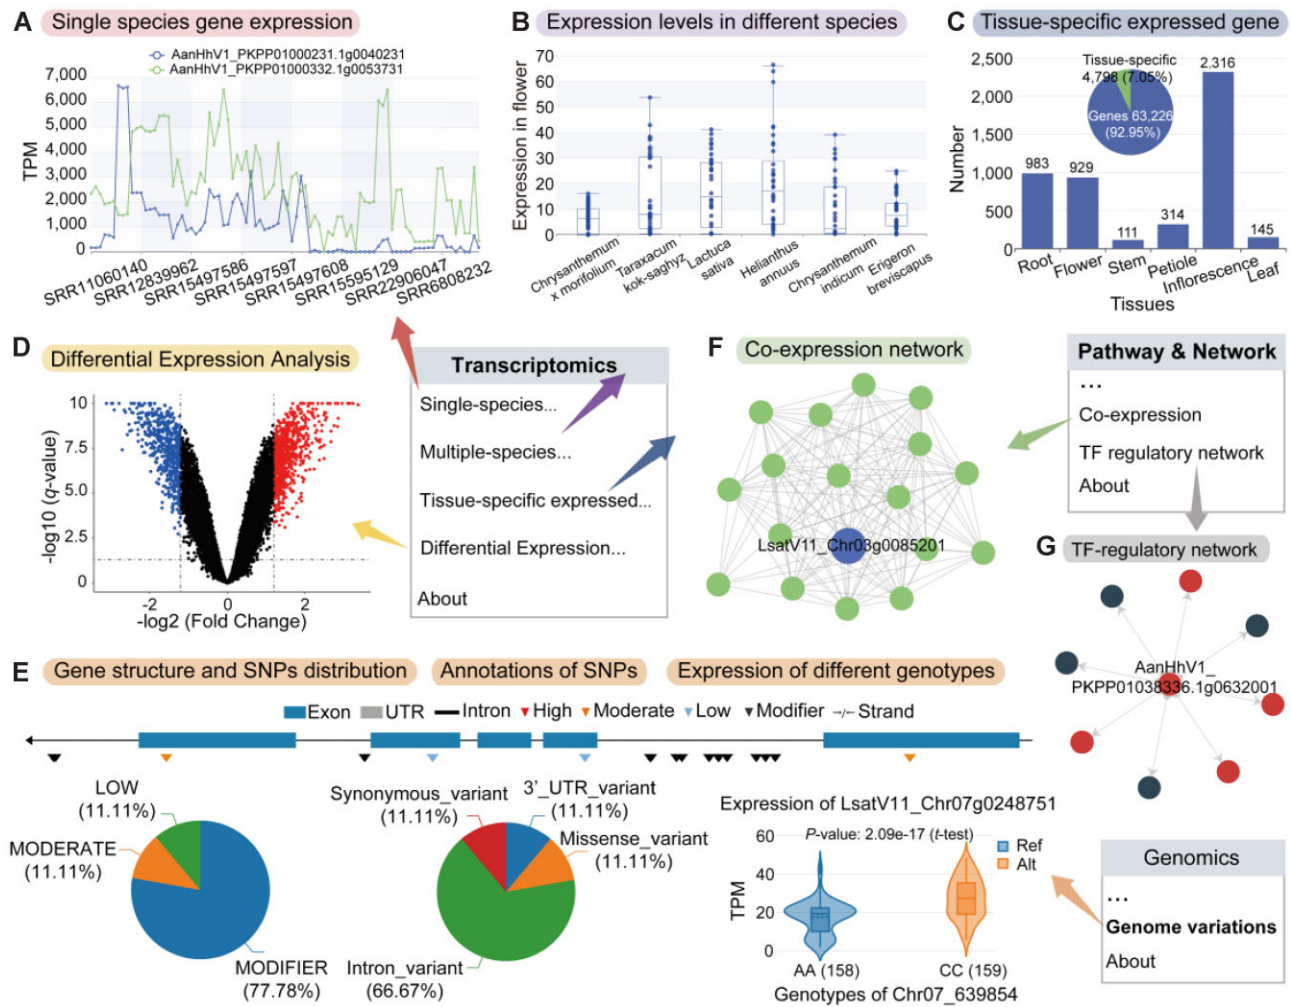 A Single species gene expression
AanHhV1_PKPP01000231.1g0040231
AanHhV1_PKPP01000332.1g0053731
7,000
6,000
5,000
4,000
3,000
2,000
1,000
0
TPM
SRR11060140
SRR12839962
SRR15497586
SRR15497597
SRR15497608
SRR15595129
SRR22906047
SRR6808232
B Expression levels in different species
70
60
50
40
30
20
10
0
Expression in flower
Chrysanthemum
x morifolium
Taraxacum
kok-saghyz
Lactuca
sativa
Helianthus
annuus
Chrysanthemum
indicum
Erigeron
breviscapus
C Tissue-specific expressed gene
2,500
2,000
1,500
1,000
500
0
Number
Tissue-specific
4,798 (7.05%)
Genes 63,226
(92.95%)
983
929
111
314
2,316
145
Root
Flower
Stem
Petiole
Inflorescence
Leaf
Tissues
D Differential Expression Analysis
10
7.5
5.0
2.5
0
-log10 (q-value)
-2
0
2
-log2 (Fold Change)
Transcriptomics
Single-species...
Multiple-species...
Tissue-specific expressed...
Differential Expression...
About
F Co-expression network
LsatV11_Chr03g0085201
Pathway & Network
...
Co-expression
TF regulatory network
About
G TF-regulatory network
AanHhV1_
PKPP01038336.1g0632001
E Gene structure and SNPs distribution
Annotations of SNPs
Expression of different genotypes
Exon UTR Intron High Moderate Low Modifier Strand
LOW
(11.11%)
MODERATE
(11.11%)
MODIFIER
(77.78%)
Synonymous_variant
(11.11%)
3'_UTR_variant
(11.11%)
Missense_variant
(11.11%)
Intron_variant
(66.67%)
Expression of LsatV11_Chr07g0248751
P-value: 2.09e-17 (t-test)
Ref
Alt
60
40
20
0
TPM
AA (158)
CC (159)
Genotypes of Chr07_639854
Genomics
...
Genome variations
About